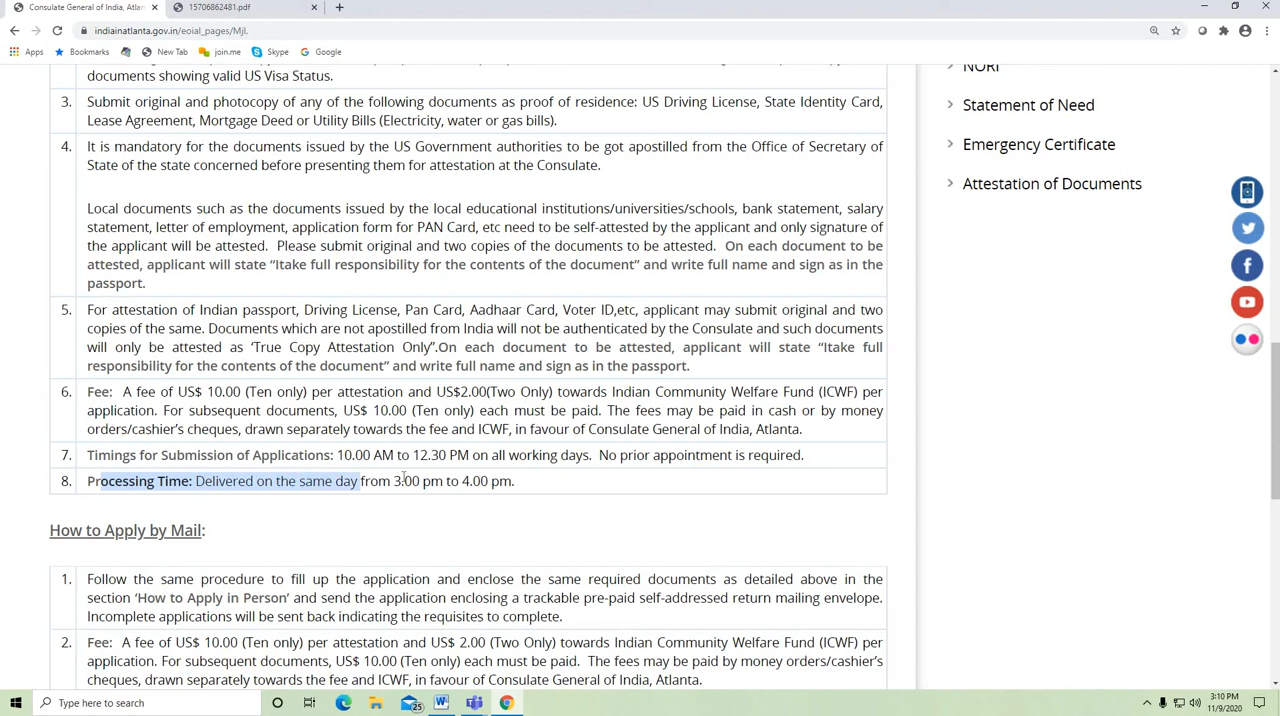 Consulate General of India, Atlan
15706862481.pdf
indiainatlanta.gov.in/eoial_pages/MjI,
Apps
Bookmarks
New Tab
join.me
Skype
Google
documents showing valid US Visa Status.
3. Submit original and photocopy of any of the following documents as proof of residence: US Driving License, State Identity Card,
Lease Agreement, Mortgage Deed or Utility Bills (Electricity, water or gas bills).
4. It is mandatory for the documents issued by the US Government authorities to be got apostilled from the Office of Secretary of
State of the state concerned before presenting them for attestation at the Consulate.
Local documents such as the documents issued by the local educational institutions/universities/schools, bank statement, salary
statement, letter of employment, application form for PAN Card, etc need to be self-attested by the applicant and only signature of
the applicant will be attested. Please submit original and two copies of the documents to be attested. On each document to be
attested, applicant will state “Itake full responsibility for the contents of the document” and write full name and sign as in the
passport.
5. For attestation of Indian passport, Driving License, Pan Card, Aadhaar Card, Voter ID,etc, applicant may submit original and two
copies of the same. Documents which are not apostilled from India will not be authenticated by the Consulate and such documents
will only be attested as ‘True Copy Attestation Only”.On each document to be attested, applicant will state “Itake full
responsibility for the contents of the document” and write full name and sign as in the passport.
6. Fee: A fee of US$ 10.00 (Ten only) per attestation and US$2.00(Two Only) towards Indian Community Welfare Fund (ICWF) per
application. For subsequent documents, US$ 10.00 (Ten only) each must be paid. The fees may be paid in cash or by money
orders/cashier’s cheques, drawn separately towards the fee and ICWF, in favour of Consulate General of India, Atlanta.
7. Timings for Submission of Applications: 10.00 AM to 12.30 PM on all working days. No prior appointment is required.
8. Processing Time: Delivered on the same day from 3.00 pm to 4.00 pm.
How to Apply by Mail:
1. Follow the same procedure to fill up the application and enclose the same required documents as detailed above in the
section ‘How to Apply in Person’ and send the application enclosing a trackable pre-paid self-addressed return mailing envelope.
Incomplete applications will be sent back indicating the requisites to complete.
2. Fee: A fee of US$ 10.00 (Ten only) per attestation and US$ 2.00 (Two Only) towards Indian Community Welfare Fund (ICWF) per
application. For subsequent documents, US$ 10.00 (Ten only) each must be paid. The fees may be paid by money orders/cashier’s
cheques, drawn separately towards the fee and ICWF, in favour of Consulate General of India, Atlanta.
NORI
Statement of Need
Emergency Certificate
Attestation of Documents
Type here to search
25
3:10 PM
11/9/2020